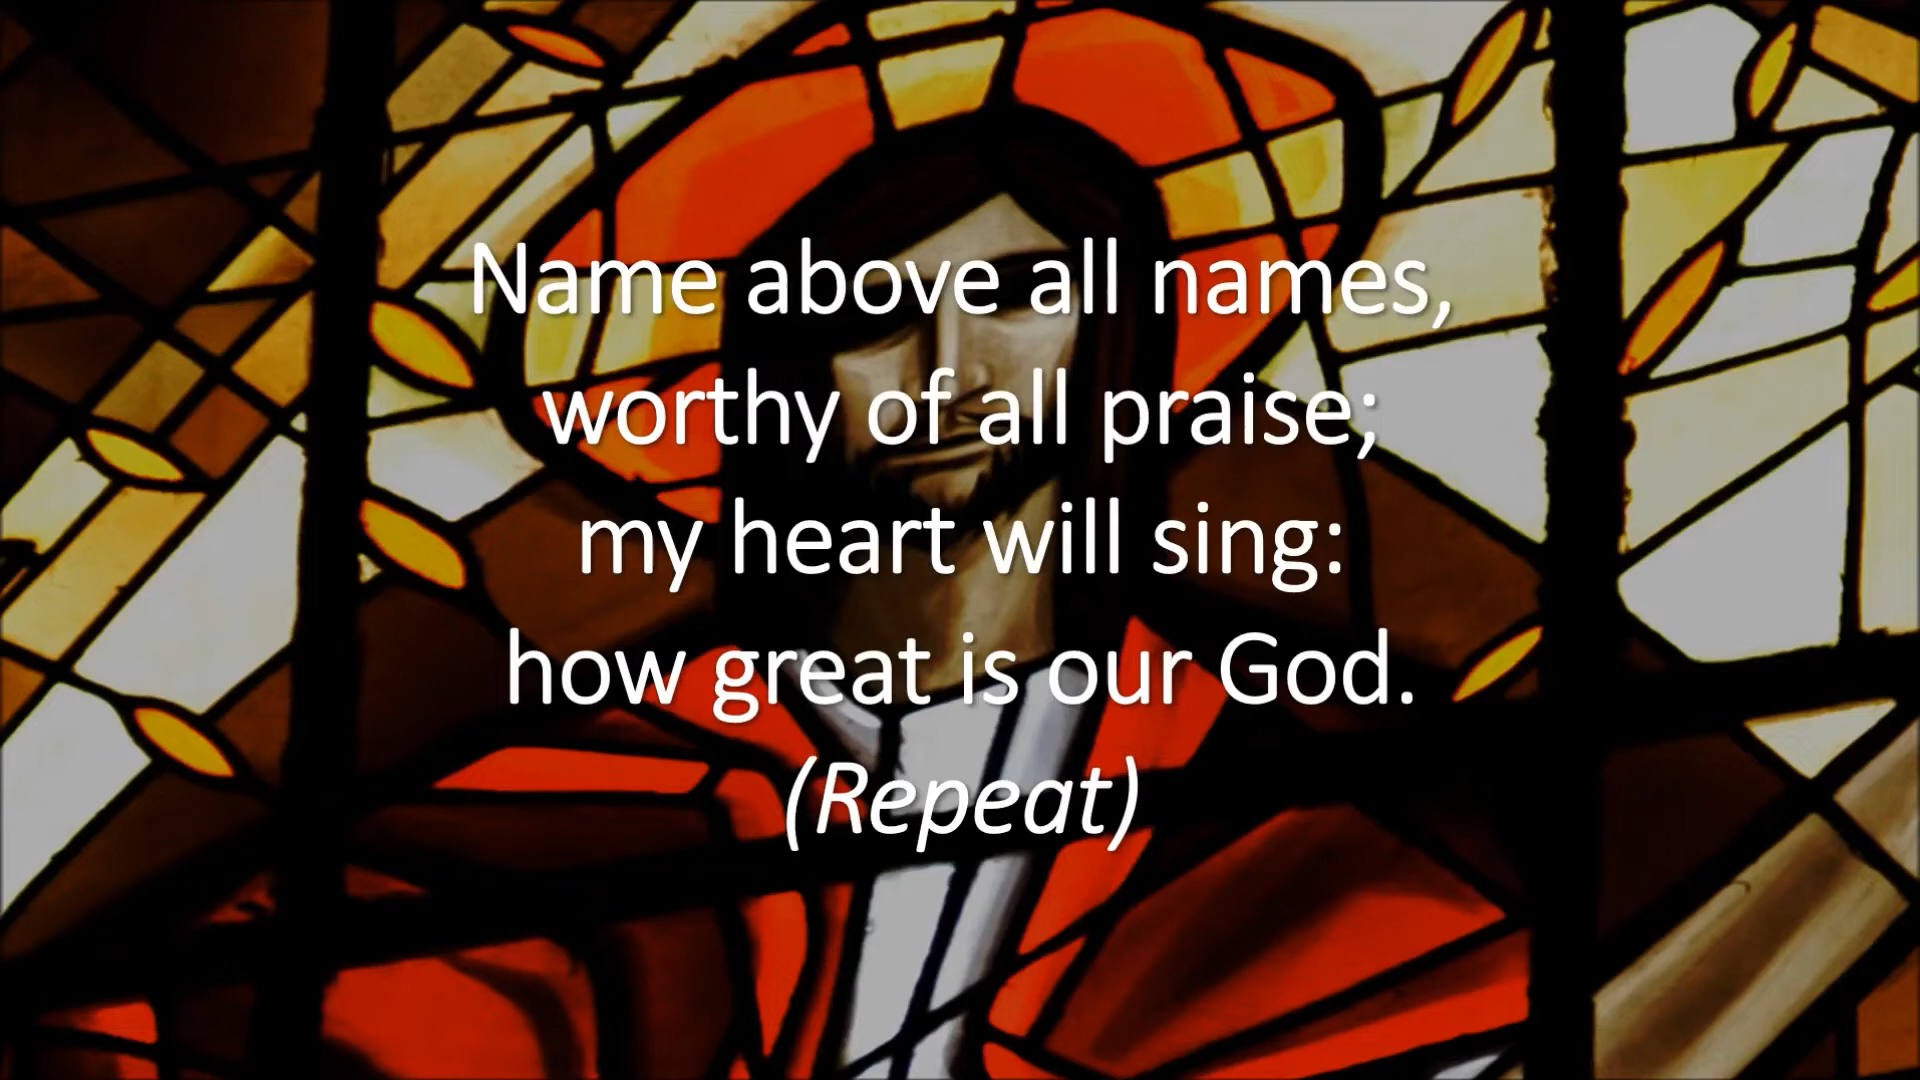 Name above all names,
worthy of all praise;
my heart will sing:
how great is our God.
(Repeat)